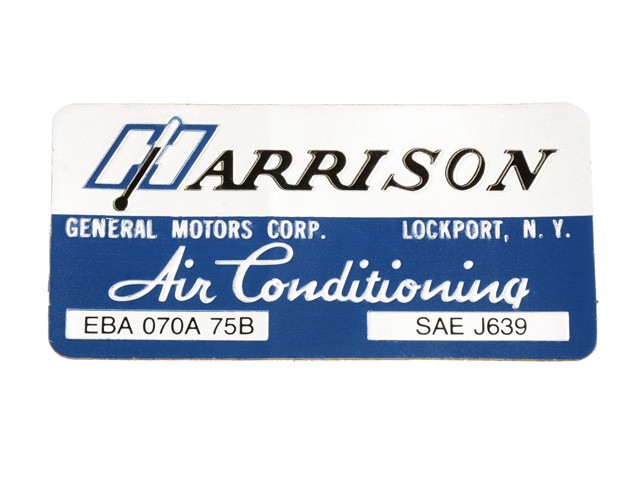 HARRISON
GENERAL MOTORS CORP. LOCKPORT, N. Y.
Air Conditioning
EBA 070A 75B SAE J639